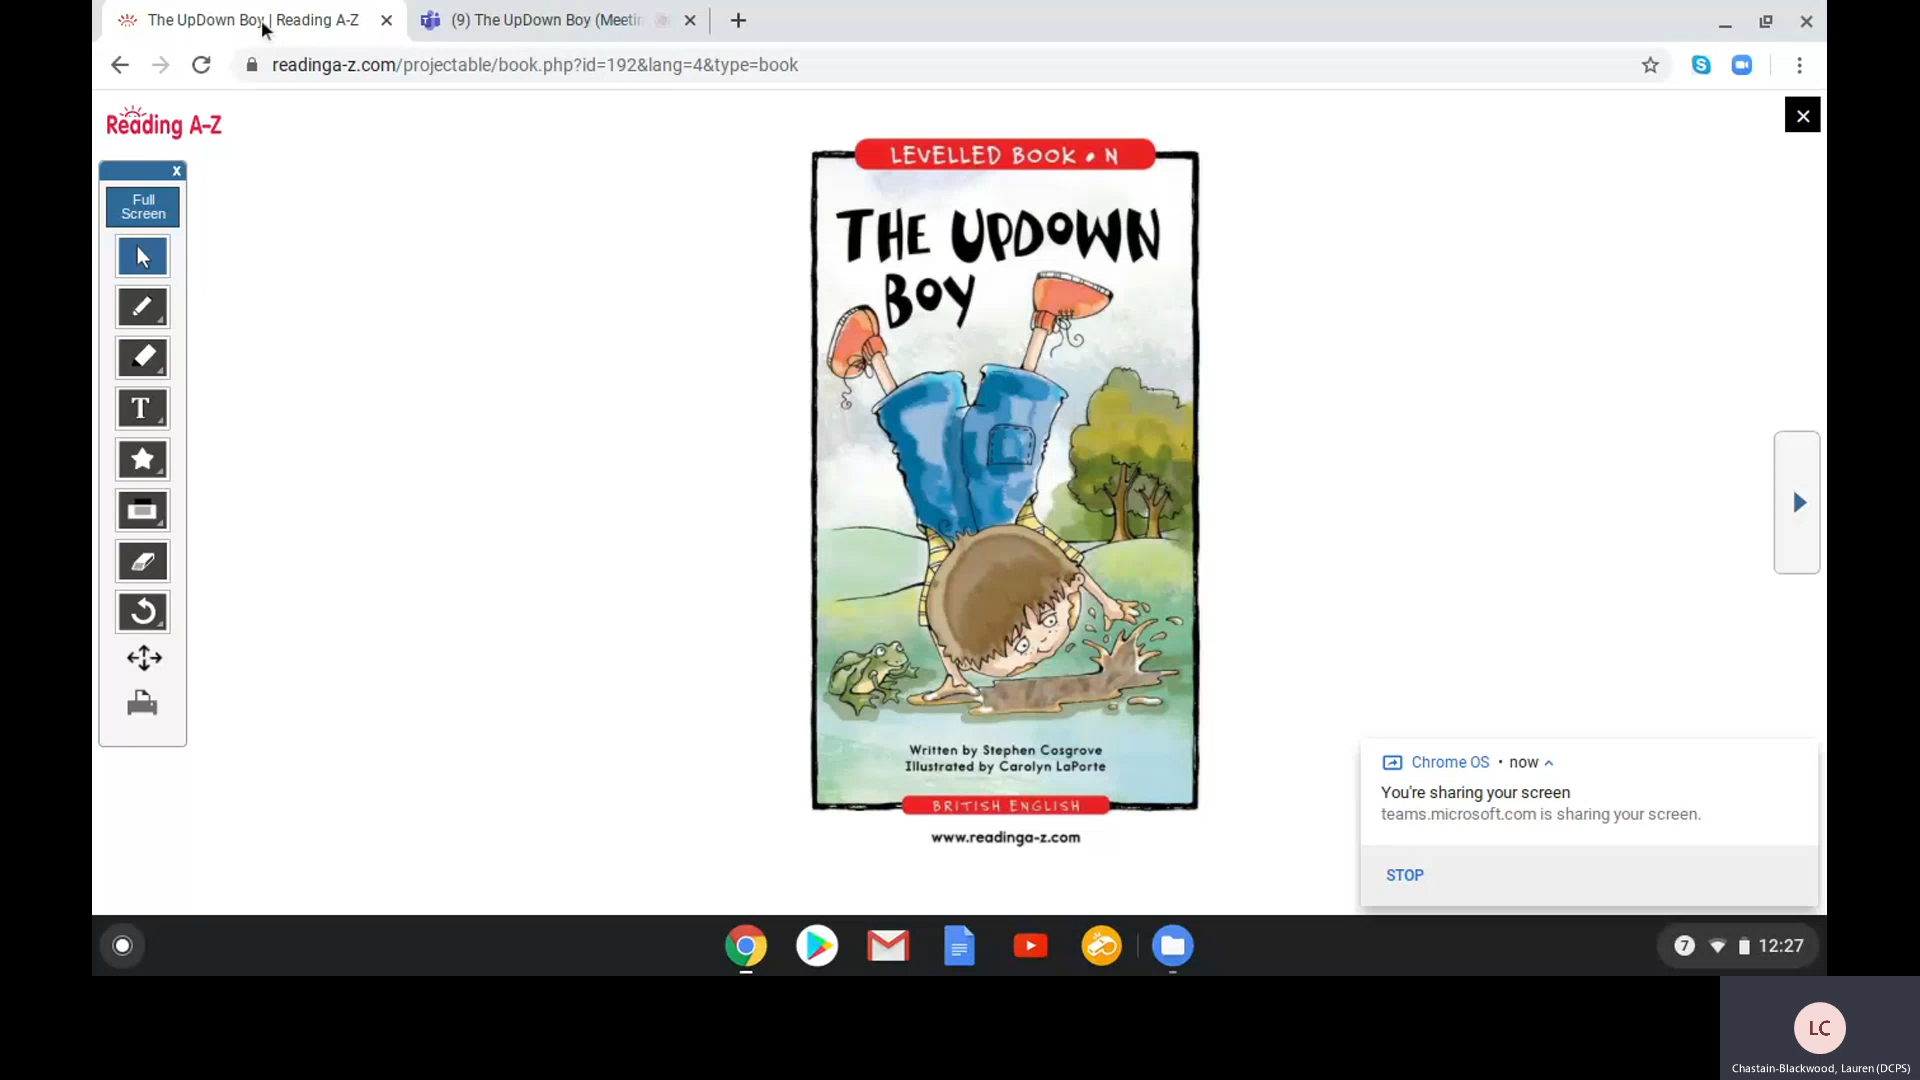 The UpDown Boy | Reading A-Z
(9) The UpDown Boy (Meetin
readinga-z.com/projectable/book.php?id=192&lang=4&type=book
Reading A-Z
x
Full
Screen
T
LEVELLED BOOK • N
THE UPDOWN
BOY
Written by Stephen Cosgrove
Illustrated by Carolyn LaPorte
BRITISH ENGLISH
www.readinga-z.com
Chrome OS • now
You're sharing your screen
teams.microsoft.com is sharing your screen.
STOP
7
12:27
LC
Chastain-Blackwood, Lauren (DCPS)